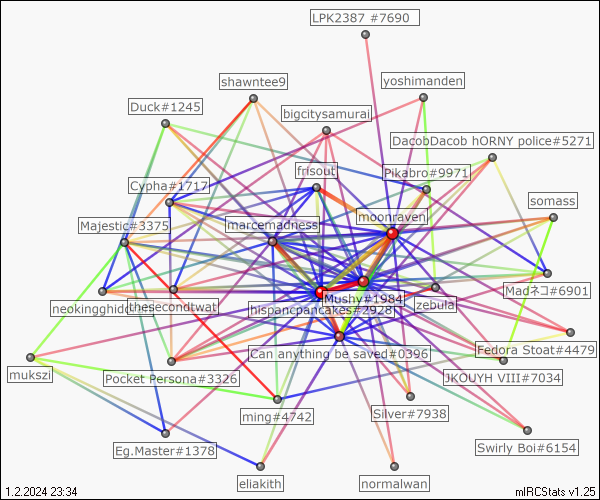 LPK2387 #7690
shawntee9
yoshimanden
Duck#1245
bigcitysamurai
DacobDacob hORNY police#5271
frisout
Pikabro#9971
Cypha#1717
somass
Majestic#3375
marcemadness
moonraven
Madネコ#6901
Mushy#1984
neokingghido
thesecondtwat
hispancpancakes#2928
zebula
Can anything be saved#0396
Fedora Stoat#4479
mukszi
Pocket Persona#3326
JKOUYH VIII#7034
ming#4742
Silver#7938
Eg.Master#1378
Swirly Boi#6154
eliakith
normalwan
1.2.2024 23:34
mIRCStats v1.25